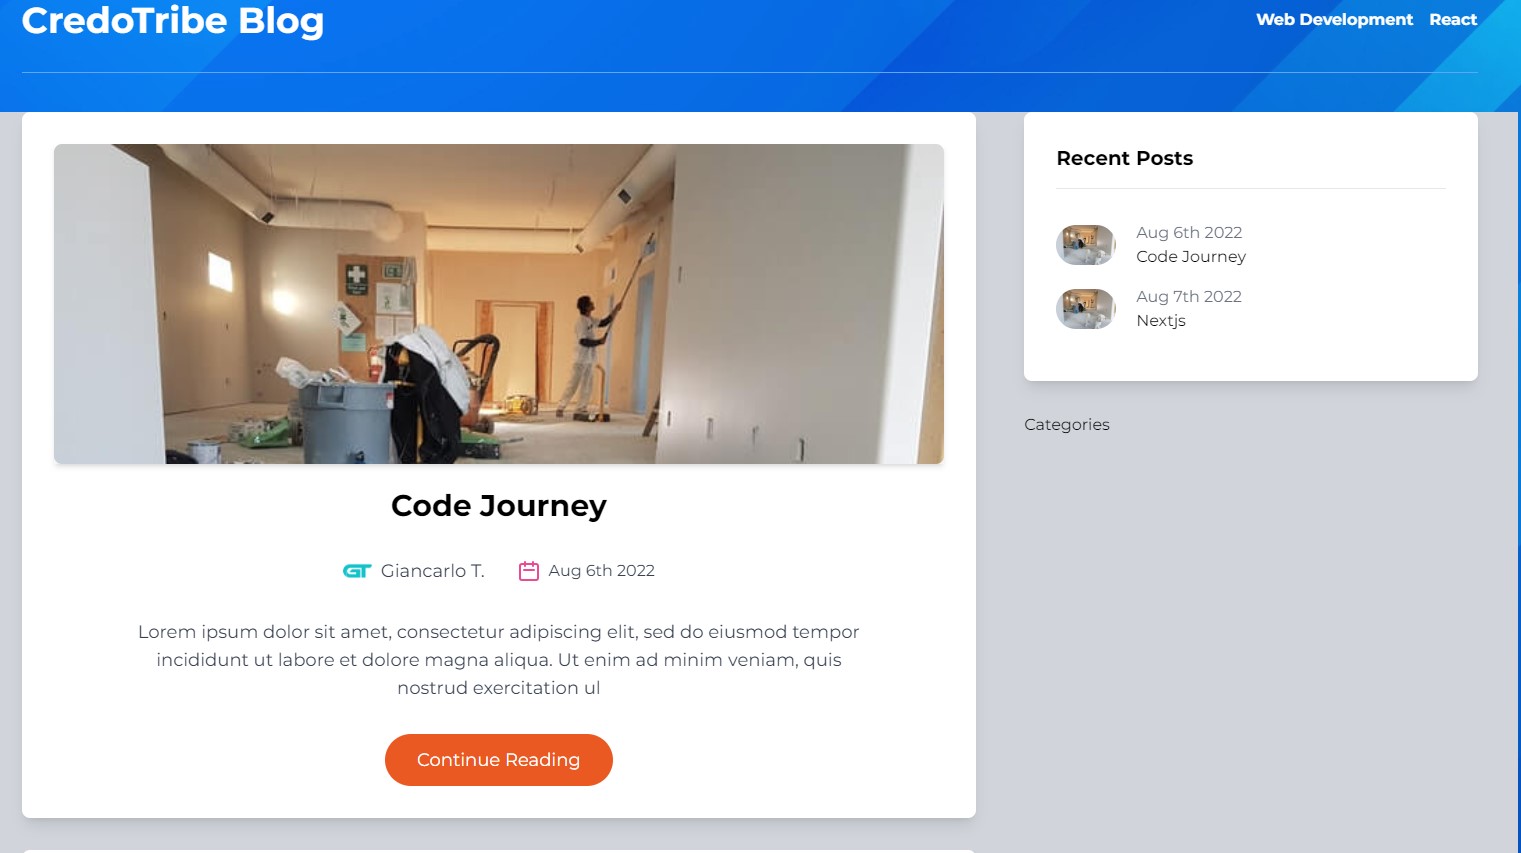 CredoTribe Blog
Web Development React
Code Journey
GT Giancarlo T. Aug 6th 2022
Lorem ipsum dolor sit amet, consectetur adipiscing elit, sed do eiusmod tempor
incididunt ut labore et dolore magna aliqua. Ut enim ad minim veniam, quis
nostrud exercitation ul
Continue Reading
Recent Posts
Aug 6th 2022
Code Journey
Aug 7th 2022
Nextjs
Categories